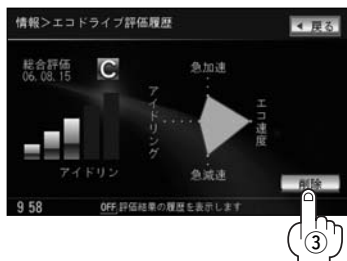 情報>エコドライブ評価履歴
◀ 戻る
総合評価
06.08.15
C
急加速
アイドリング
エコ速度
急減速
アイドリン
削除
9 58
OFF 評価結果の履歴を表示します
③